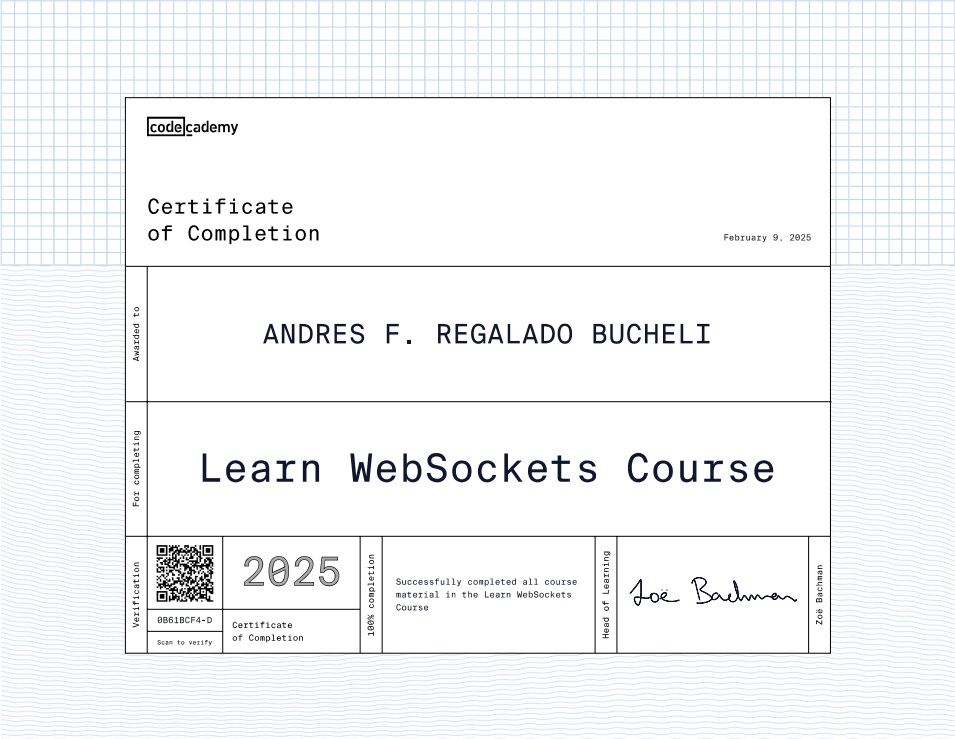 codecademy
Certificate
of Completion
February 9, 2025
Awarded to
ANDRES F. REGALADO BUCHELI
For completing
Learn WebSockets Course
Verification
0B61BCF4-D
Scan to verify
2025
Certificate
of Completion
100% completion
Successfully completed all course
material in the Learn WebSockets
Course
Head of Learning
Zoë Bachman
Zoë Bachman